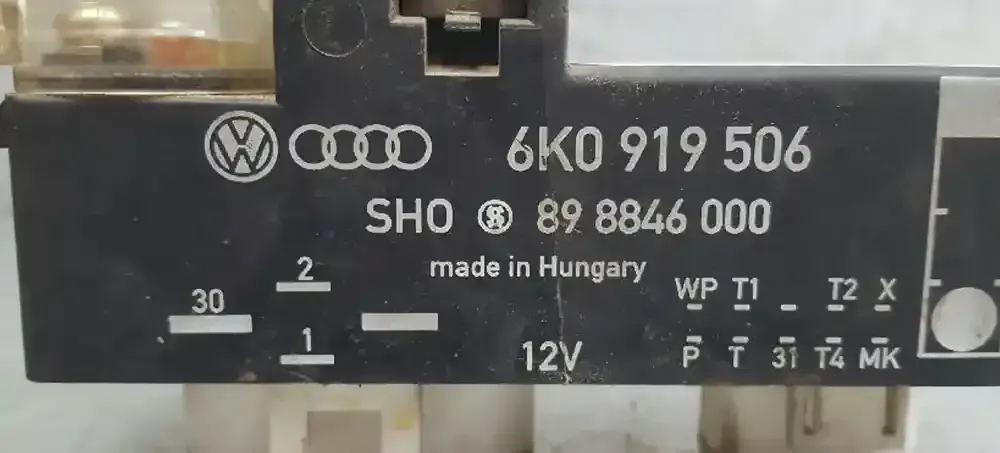 6K0 919 506
SHO 89 8846 000
made in Hungary
2
30
1
12V
WP T1 - T2 X
P T 31 T4 MK